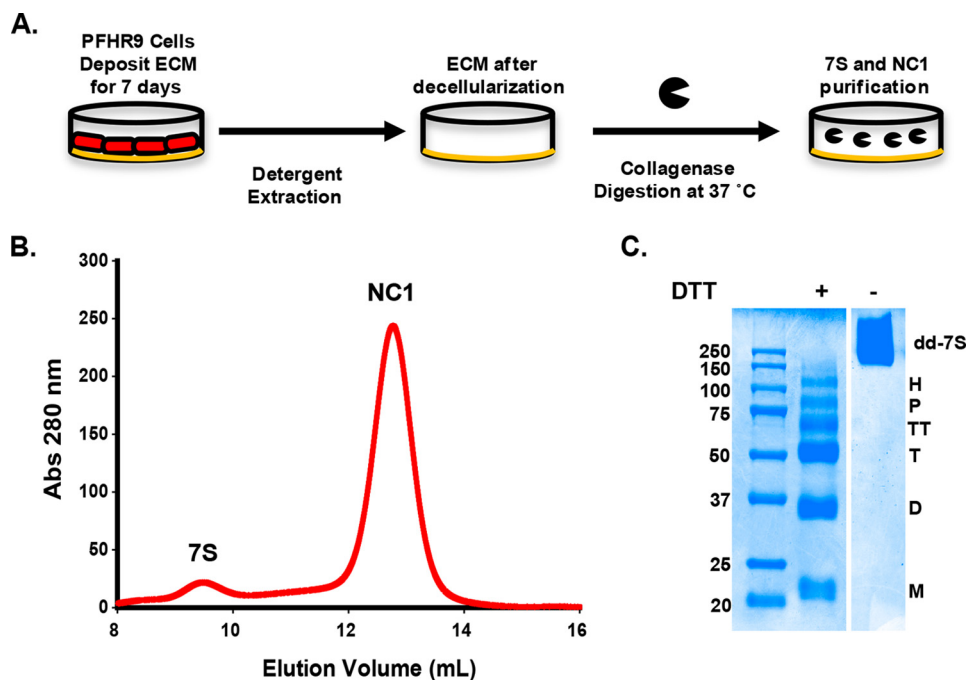 A.
PFHR9 Cells
Deposit ECM
for 7 days
Detergent
Extraction
ECM after
decellularization
Collagenase
Digestion at 37 ˚C
7S and NC1
purification
B.
300
250
200
150
100
50
0
Abs 280 nm
7S
NC1
8
10
12
14
16
Elution Volume (mL)
C.
DTT + -
250
150
100
75
50
37
25
20
dd-7S
H
P
TT
T
D
M